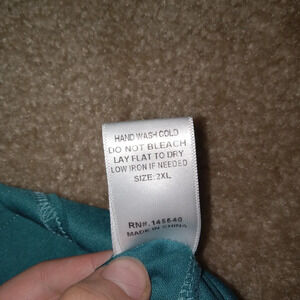 HAND WASH COLD
DO NOT BLEACH
LAY FLAT TO DRY
LOW IRON IF NEEDED
SIZE: 2XL
RN#. 145640
MADE IN CHINA